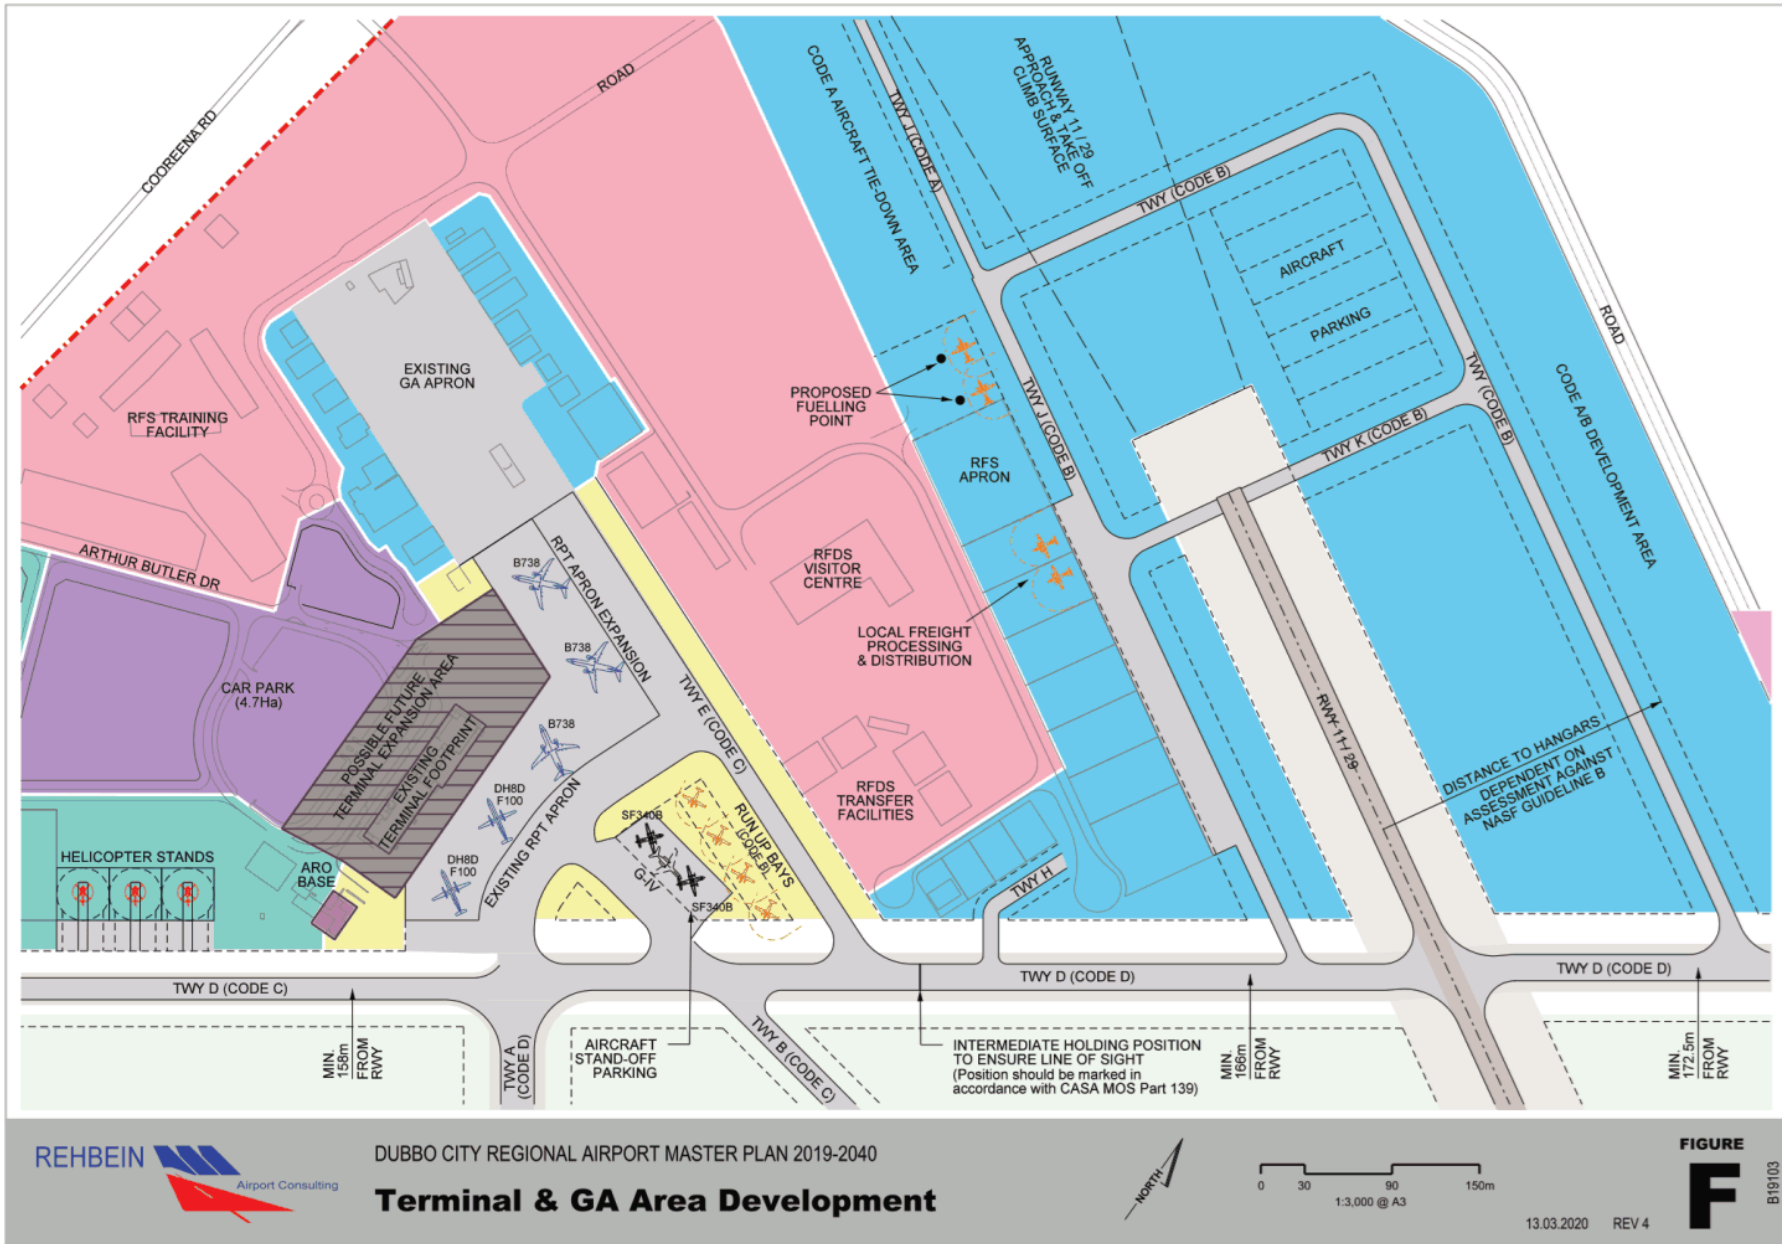 COOREENA RD
ROAD
CODE A AIRCRAFT TIE-DOWN AREA
TWY J (CODE A)
RUNWAY 11 / 29
APPROACH & TAKE OFF
CLIMB SURFACE
TWY (CODE B)
AIRCRAFT
PARKING
ROAD
EXISTING
GA APRON
PROPOSED
FUELLING
POINT
TWY J (CODE B)
TWY (CODE B)
TWY K (CODE B)
CODE A/B DEVELOPMENT AREA
RFS TRAINING
FACILITY
RFS
APRON
ARTHUR BUTLER DR
B738
RPT APRON EXPANSION
RFDS
VISITOR
CENTRE
LOCAL FREIGHT
PROCESSING
& DISTRIBUTION
B738
CAR PARK
(4.7Ha)
POSSIBLE FUTURE
TERMINAL EXPANSION AREA
EXISTING
TERMINAL FOOTPRINT
TWY E (CODE C)
B738
RWY 11 / 29
DISTANCE TO HANGARS
DEPENDENT ON
ASSESSMENT AGAINST
NASF GUIDELINE B
DH8D
F100
EXISTING RPT APRON
SF340B
G-IV
SF340B
RUN UP BAYS
(CODE B)
RFDS
TRANSFER
FACILITIES
HELICOPTER STANDS
ARO
BASE
DH8D
F100
TWY H
TWY D (CODE C)
TWY D (CODE D)
TWY D (CODE D)
MIN.
158m
FROM
RWY
TWY A
(CODE D)
AIRCRAFT
STAND-OFF
PARKING
TWY B (CODE C)
INTERMEDIATE HOLDING POSITION
TO ENSURE LINE OF SIGHT
(Position should be marked in
accordance with CASA MOS Part 139)
MIN.
166m
FROM
RWY
MIN.
172.5m
FROM
RWY
REHBEIN
Airport Consulting
DUBBO CITY REGIONAL AIRPORT MASTER PLAN 2019-2040
Terminal & GA Area Development
NORTH
0 30 90 150m
1:3,000 @ A3
13.03.2020 REV 4
FIGURE
F
B19103